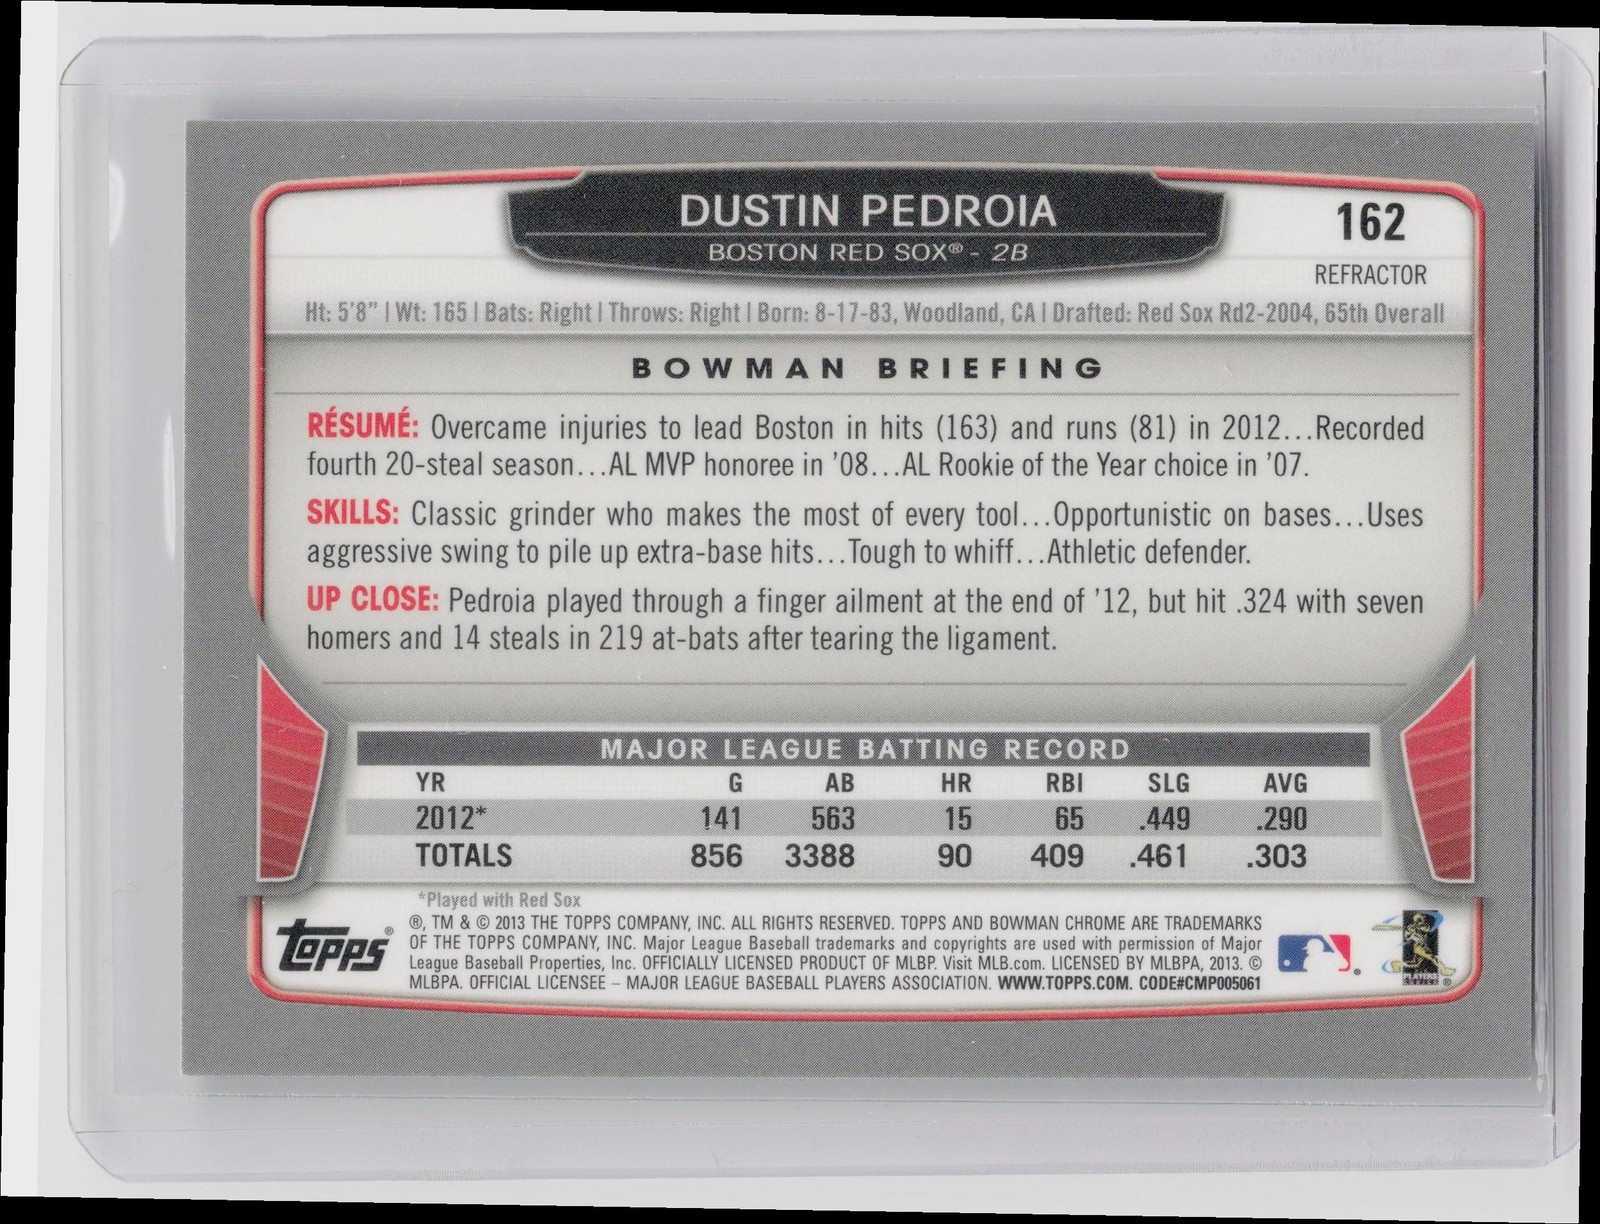 DUSTIN PEDROIA
BOSTON RED SOX® - 2B
162
REFRACTOR
Ht: 5'8" | Wt: 165 | Bats: Right | Throws: Right | Born: 8-17-83, Woodland, CA | Drafted: Red Sox Rd2-2004, 65th Overall
BOWMAN BRIEFING
RÉSUMÉ: Overcame injuries to lead Boston in hits (163) and runs (81) in 2012...Recorded
fourth 20-steal season...AL MVP honoree in '08...AL Rookie of the Year choice in '07.
SKILLS: Classic grinder who makes the most of every tool...Opportunistic on bases...Uses
aggressive swing to pile up extra-base hits...Tough to whiff...Athletic defender.
UP CLOSE: Pedroia played through a finger ailment at the end of '12, but hit .324 with seven
homers and 14 steals in 219 at-bats after tearing the ligament.
MAJOR LEAGUE BATTING RECORD
YR G AB HR RBI SLG AVG
2012* 141 563 15 65 .449 .290
TOTALS 856 3388 90 409 .461 .303
*Played with Red Sox
topps®
®, TM & © 2013 THE TOPPS COMPANY, INC. ALL RIGHTS RESERVED. TOPPS AND BOWMAN CHROME ARE TRADEMARKS
OF THE TOPPS COMPANY, INC. Major League Baseball trademarks and copyrights are used with permission of Major
League Baseball Properties, Inc. OFFICIALLY LICENSED PRODUCT OF MLBP. Visit MLB.com. LICENSED BY MLBPA, 2013. ©
MLBPA. OFFICIAL LICENSEE – MAJOR LEAGUE BASEBALL PLAYERS ASSOCIATION. WWW.TOPPS.COM. CODE#CMP005061
PLAYERS
CHOICE